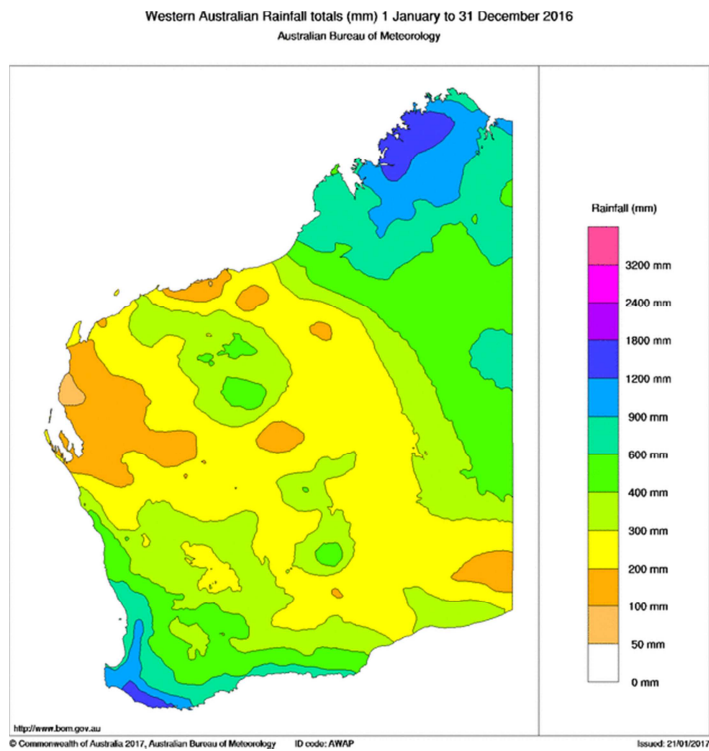 Western Australian Rainfall totals (mm) 1 January to 31 December 2016
Australian Bureau of Meteorology
Rainfall (mm)
3200 mm
2400 mm
1800 mm
1200 mm
900 mm
600 mm
400 mm
300 mm
200 mm
100 mm
50 mm
0 mm
http://www.bom.gov.au
© Commonwealth of Australia 2017, Australian Bureau of Meteorology ID code: AWAP Issued: 21/01/2017